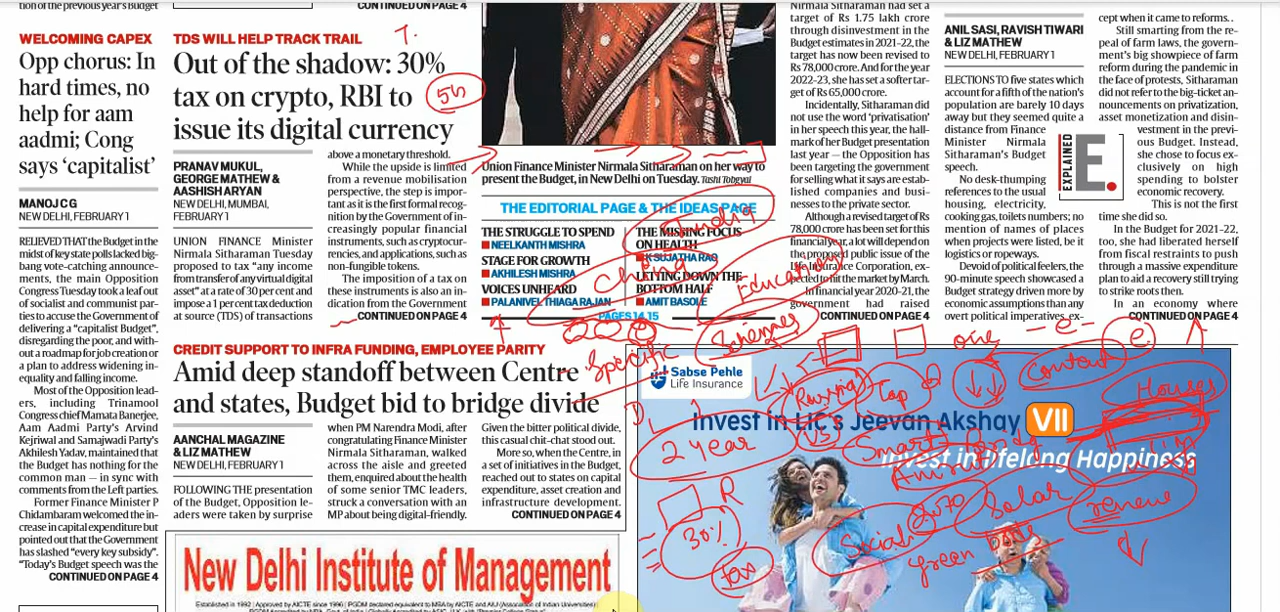 tion of the previous year's Budget
CONTINUED ON PAGE 4
WELCOMING CAPEX
Opp chorus: In
hard times, no
help for aam
aadmi; Cong
says ‘capitalist’
MANOJ C G
NEW DELHI, FEBRUARY 1
RELIEVED THAT the Budget in the
midst of key state polls lacked big-
bang vote-catching announce-
ments, the main Opposition
Congress Tuesday took a leaf out
of socialist and communist par-
ties to accuse the Government of
delivering a “capitalist Budget”,
disregarding the poor, and with-
out a roadmap for job creation or
a plan to address widening in-
equality and falling income.
Most of the Opposition lead-
ers, including Trinamool
Congress chief Mamata Banerjee,
Aam Aadmi Party's Arvind
Kejriwal and Samajwadi Party's
Akhilesh Yadav, maintained that
the Budget has nothing for the
common man — in sync with
comments from the Left parties.
Former Finance Minister P
Chidambaram welcomed the in-
crease in capital expenditure but
pointed out that the Government
has slashed “every key subsidy”.
“Today's Budget speech was the
CONTINUED ON PAGE 4
TDS WILL HELP TRACK TRAIL
Out of the shadow: 30%
tax on crypto, RBI to
issue its digital currency
PRANAV MUKUL,
GEORGE MATHEW &
AASHISH ARYAN
NEW DELHI, MUMBAI,
FEBRUARY 1
UNION FINANCE Minister
Nirmala Sitharaman Tuesday
proposed to tax “any income
from transfer of any virtual digital
asset” at a rate of 30 per cent and
impose a 1 per cent tax deduction
at source (TDS) of transactions
above a monetary threshold.
While the upside is limited
from a revenue mobilisation
perspective, the step is impor-
tant as it is the first formal recog-
nition by the Government of in-
creasingly popular financial
instruments, such as cryptocur-
rencies, and applications, such as
non-fungible tokens.
The imposition of a tax on
these instruments is also an in-
dication from the Government
CONTINUED ON PAGE 4
Union Finance Minister Nirmala Sitharaman on her way to
present the Budget, in New Delhi on Tuesday. Tashi Tobgyal
THE EDITORIAL PAGE & THE IDEAS PAGE
THE STRUGGLE TO SPEND
NEELKANTH MISHRA
STAGE FOR GROWTH
AKHILESH MISHRA
VOICES UNHEARD
PALANIVEL THIAGA RAJAN
THE MISSING FOCUS
ON HEALTH
K SUJATHA RAO
LETTING DOWN THE
BOTTOM HALF
AMIT BASOLE
PAGES 14, 15
Nirmala Sitharaman had set a
target of Rs 1.75 lakh crore
through disinvestment in the
Budget estimates in 2021-22, the
target has now been revised to
Rs 78,000 crore. And for the year
2022-23, she has set a softer tar-
get of Rs 65,000 crore.
Incidentally, Sitharaman did
not use the word ‘privatisation’
in her speech this year, the hall-
mark of her Budget presentation
last year — the Opposition has
been targeting the government
for selling what it says are estab-
lished companies and busi-
nesses to the private sector.
Although a revised target of Rs
78,000 crore has been set for this
financial year, a lot will depend on
the proposed public issue of the
Life Insurance Corporation, ex-
pected to hit the market by March.
In financial year 2020-21, the
government had raised
CONTINUED ON PAGE 4
ANIL SASI, RAVISH TIWARI
& LIZ MATHEW
NEW DELHI, FEBRUARY 1
ELECTIONS TO five states which
account for a fifth of the nation's
population are barely 10 days
away but they seemed quite a
distance from Finance
Minister Nirmala
Sitharaman's Budget
speech.
No desk-thumping
references to the usual
housing, electricity,
cooking gas, toilets numbers; no
mention of names of places
when projects were listed, be it
logistics or ropeways.
Devoid of political feelers, the
90-minute speech showcased a
Budget strategy driven more by
economic assumptions than any
overt political imperatives, ex-
cept when it came to reforms..
Still smarting from the re-
peal of farm laws, the govern-
ment's big showpiece of farm
reform during the pandemic in
the face of protests, Sitharaman
did not refer to the big-ticket an-
nouncements on privatization,
asset monetization and disin-
vestment in the previ-
ous Budget. Instead,
she chose to focus ex-
clusively on high
spending to bolster
economic recovery.
This is not the first
time she did so.
In the Budget for 2021-22,
too, she had liberated herself
from fiscal restraints to push
through a massive expenditure
plan to aid a recovery still trying
to strike roots then.
In an economy where
CONTINUED ON PAGE 4
EXPLAINED
E.
CREDIT SUPPORT TO INFRA FUNDING, EMPLOYEE PARITY
Amid deep standoff between Centre
and states, Budget bid to bridge divide
AANCHAL MAGAZINE
& LIZ MATHEW
NEW DELHI, FEBRUARY 1
FOLLOWING THE presentation
of the Budget, Opposition le-
aders were taken by surprise
when PM Narendra Modi, after
congratulating Finance Minister
Nirmala Sitharaman, walked
across the aisle and greeted
them, enquired about the health
of some senior TMC leaders,
struck a conversation with an
MP about being digital-friendly.
Given the bitter political divide,
this casual chit-chat stood out.
More so, when the Centre, in
a set of initiatives in the Budget,
reached out to states on capital
expenditure, asset creation and
infrastructure development.
CONTINUED ON PAGE 4
Sabse Pehle
Life Insurance
Invest in LIC's Jeevan Akshay VII
Invest in Lifelong Happiness
New Delhi Institute of Management
India
China
Education
Specific
Schemes
one
e
Content
Houses
2 year
vs
Cap
Smart
Amrit
2070
Solar
renew
R
30%
Tax
Social
green